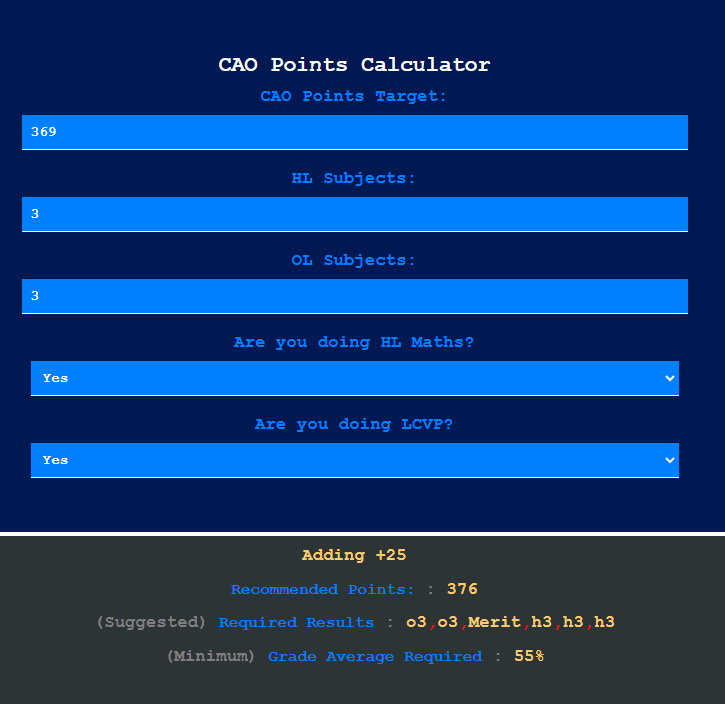 CAO Points Calculator
CAO Points Target:
369
HL Subjects:
3
OL Subjects:
3
Are you doing HL Maths?
Yes
Are you doing LCVP?
Yes
Adding +25
Recommended Points: : 376
(Suggested) Required Results : o3,o3,Merit,h3,h3,h3
(Minimum) Grade Average Required : 55%